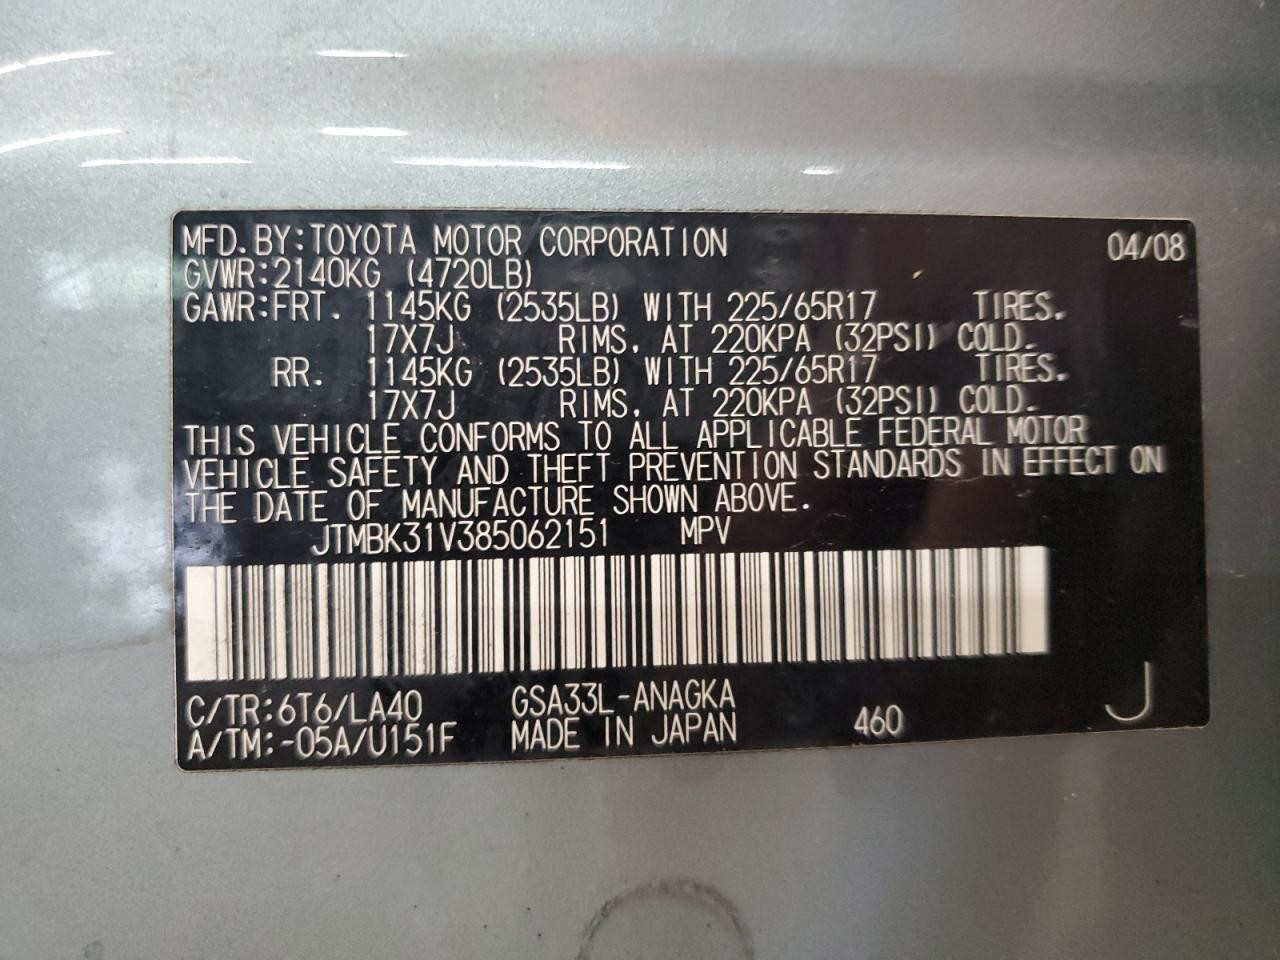 MFD.BY:TOYOTA MOTOR CORPORATION 04/08
GVWR:2140KG (4720LB)
GAWR:FRT. 1145KG (2535LB) WITH 225/65R17 TIRES.
17X7J RIMS, AT 220KPA (32PSI) COLD.
RR. 1145KG (2535LB) WITH 225/65R17 TIRES.
17X7J RIMS, AT 220KPA (32PSI) COLD.
THIS VEHICLE CONFORMS TO ALL APPLICABLE FEDERAL MOTOR
VEHICLE SAFETY AND THEFT PREVENTION STANDARDS IN EFFECT ON
THE DATE OF MANUFACTURE SHOWN ABOVE.
JTMBK31V385062151 MPV
C/TR:6T6/LA40 GSA33L-ANAGKA
A/TM:-05A/U151F MADE IN JAPAN 460 J